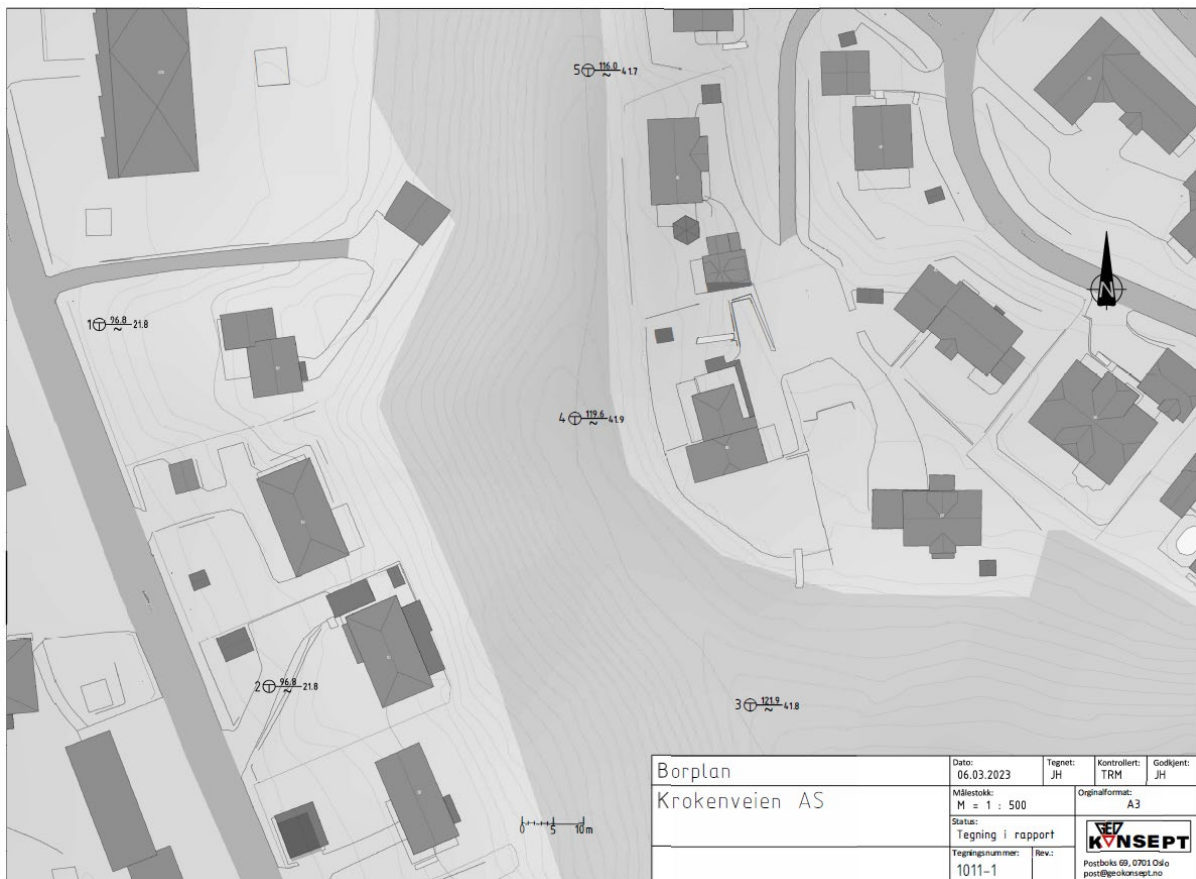 5 116.0 ~ 41.7
N
1 96.8 ~ 21.8
4 119.6 ~ 41.9
2 96.8 ~ 21.8
3 121.9 ~ 41.8
0 5 10m
Borplan
Krokenveien AS
Dato:
06.03.2023
Tegnet:
JH
Kontrollert:
TRM
Godkjent:
JH
Målestokk:
M = 1 : 500
Orginalformat:
A3
Status:
Tegning i rapport
Tegningsnummer:
1011-1
Rev.:
GEO
KONSEPT
Postboks 69, 0701 Oslo
post@geokonsept.no